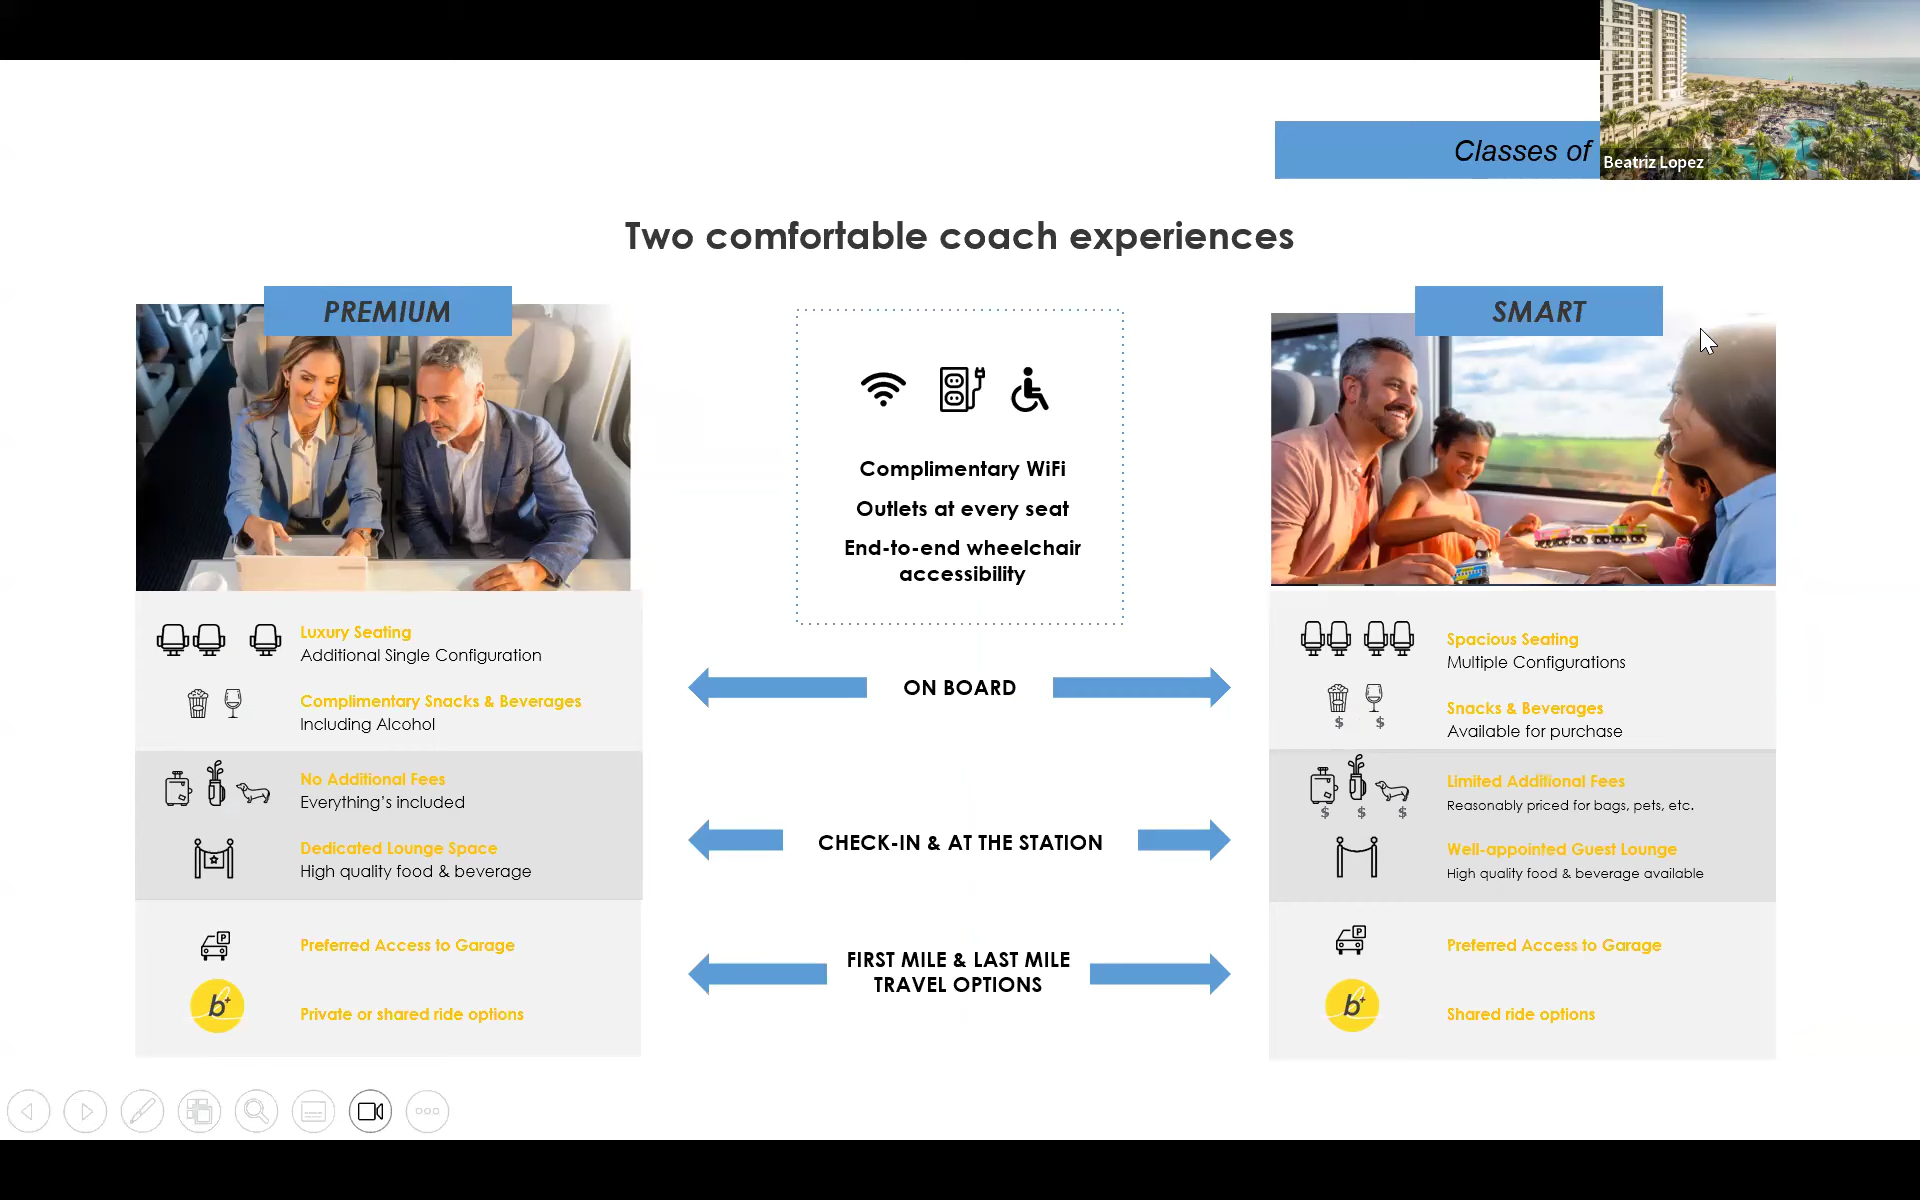 Classes of
Beatriz Lopez
Two comfortable coach experiences
PREMIUM
SMART
Complimentary WiFi
Outlets at every seat
End-to-end wheelchair
accessibility
Luxury Seating
Additional Single Configuration
Complimentary Snacks & Beverages
Including Alcohol
No Additional Fees
Everything's included
Dedicated Lounge Space
High quality food & beverage
Preferred Access to Garage
P
b+
Private or shared ride options
ON BOARD
CHECK-IN & AT THE STATION
FIRST MILE & LAST MILE
TRAVEL OPTIONS
Spacious Seating
Multiple Configurations
Snacks & Beverages
$ $
Available for purchase
Limited Additional Fees
Reasonably priced for bags, pets, etc.
$ $ $
Well-appointed Guest Lounge
High quality food & beverage available
P
Preferred Access to Garage
b+
Shared ride options